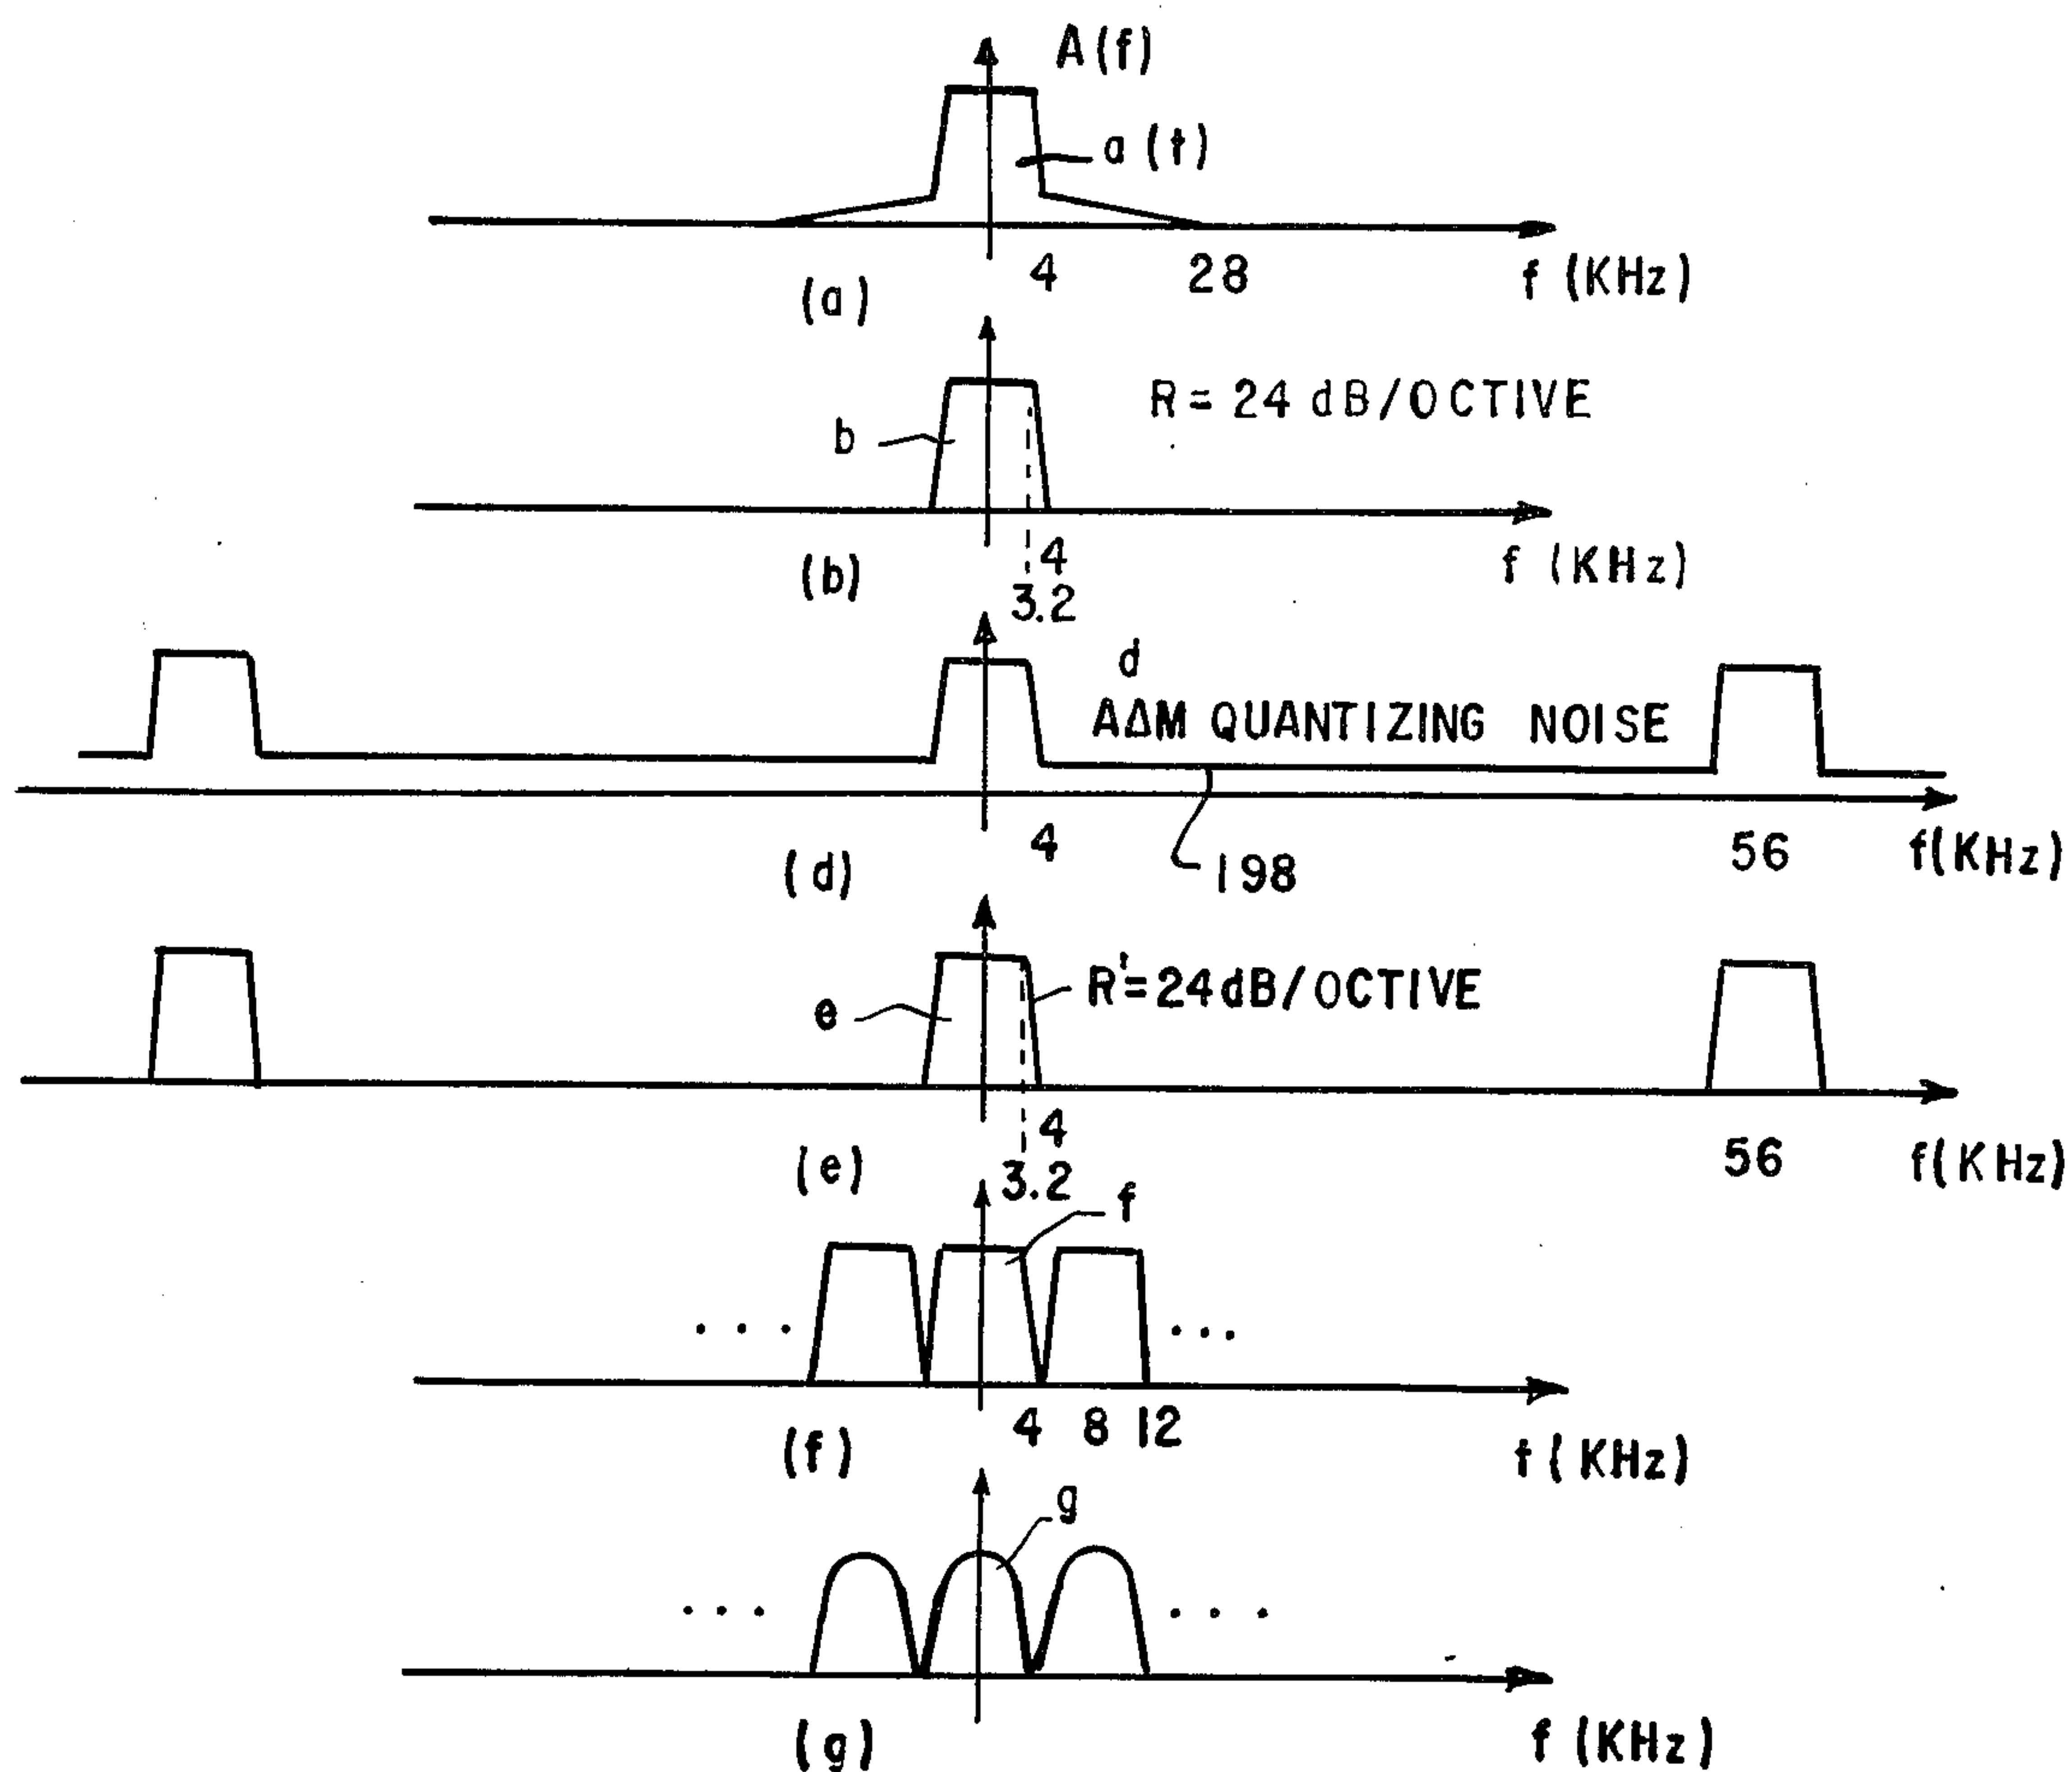 A(f)
a(t)
4 28 f (KHz)
(a)
R = 24 dB/OCTIVE
b
4 f (KHz)
(b)
3.2
d
AΔM QUANTIZING NOISE
4 56 f(KHz)
(d) 198
R'=24dB/OCTIVE
e
4
(e) 56 f(KHz)
3.2
f
. . . . . .
4 8 12
(f) f (KHz)
g
. . . . . .
(g) f (KHz)